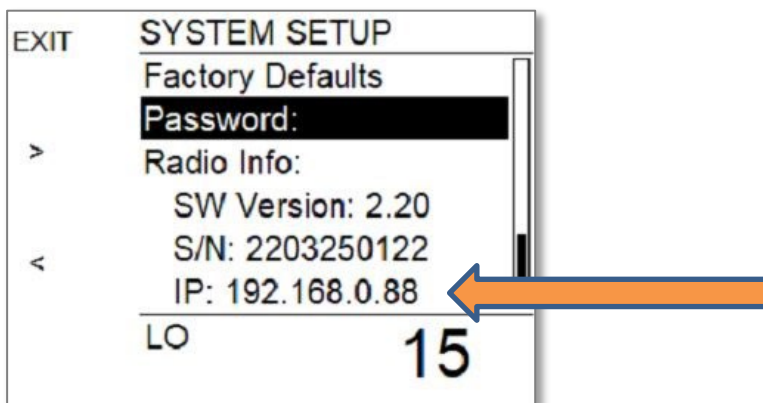 EXIT
SYSTEM SETUP
Factory Defaults
Password:
>
Radio Info:
SW Version: 2.20
S/N: 2203250122
<
IP: 192.168.0.88
LO
15